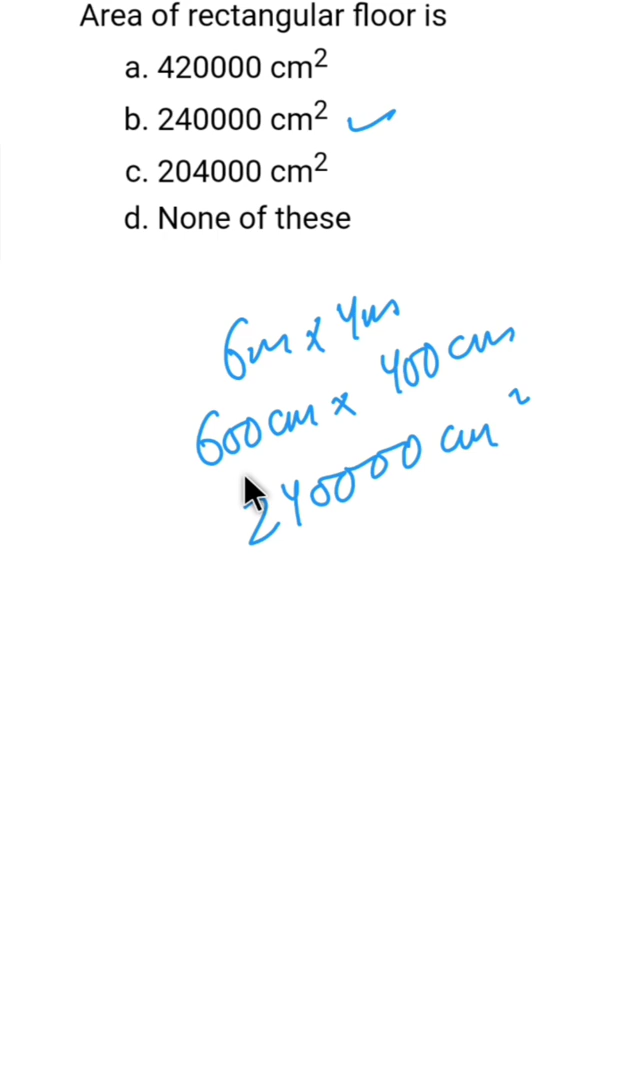 Area of rectangular floor is
a. 420000 cm²
b. 240000 cm²
c. 204000 cm²
d. None of these
6m x 4m
600 cm x 400 cm
240000 cm²